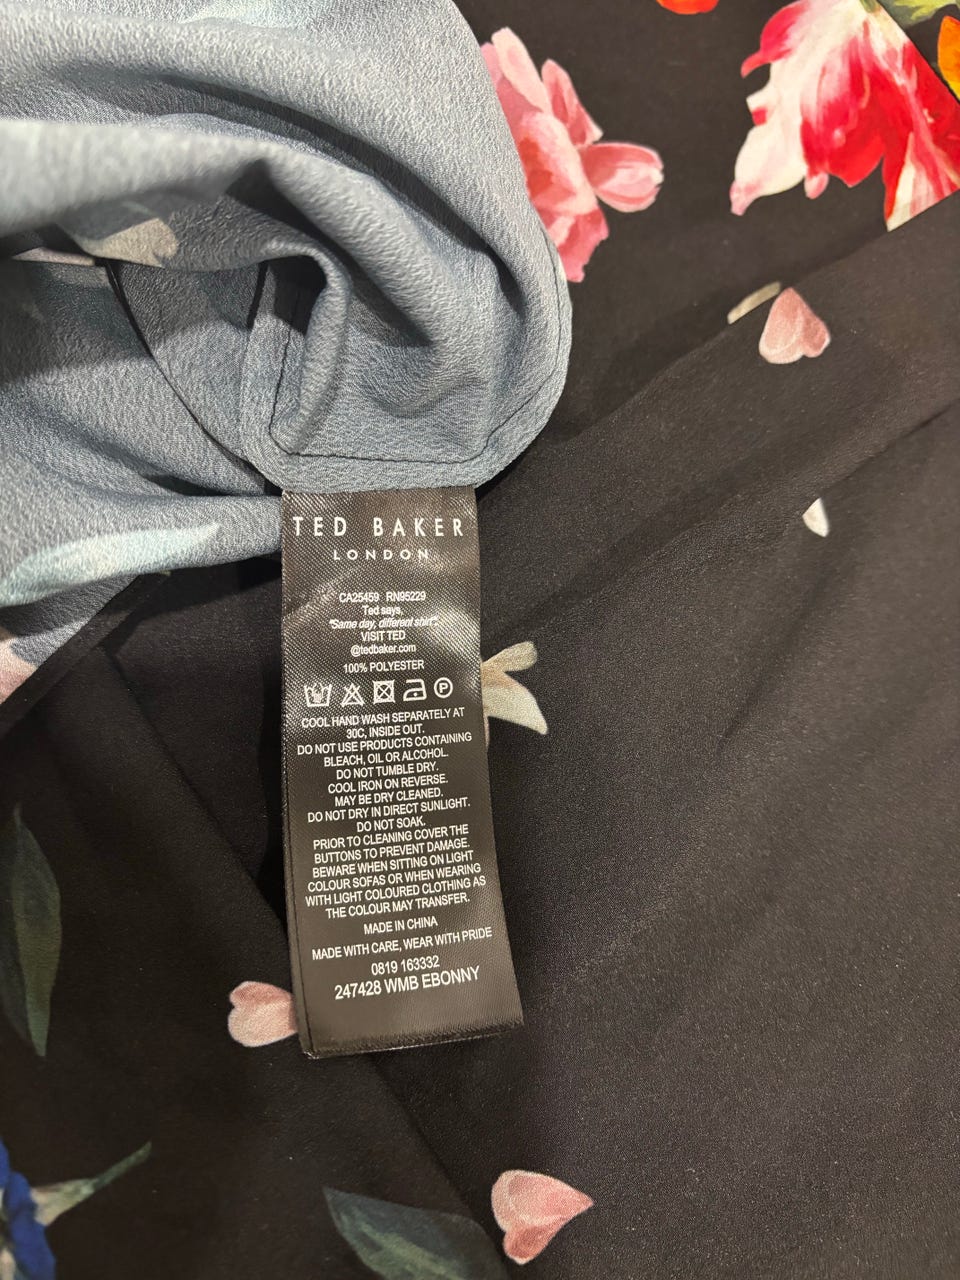 TED BAKER
LONDON
CA25459 RN95229
Ted says,
"Same day, different shirt".
VISIT TED
@tedbaker.com
100% POLYESTER
P
COOL HAND WASH SEPARATELY AT
30C, INSIDE OUT.
DO NOT USE PRODUCTS CONTAINING
BLEACH, OIL OR ALCOHOL.
DO NOT TUMBLE DRY.
COOL IRON ON REVERSE.
MAY BE DRY CLEANED.
DO NOT DRY IN DIRECT SUNLIGHT.
DO NOT SOAK.
PRIOR TO CLEANING COVER THE
BUTTONS TO PREVENT DAMAGE.
BEWARE WHEN SITTING ON LIGHT
COLOUR SOFAS OR WHEN WEARING
WITH LIGHT COLOURED CLOTHING AS
THE COLOUR MAY TRANSFER.
MADE IN CHINA
MADE WITH CARE, WEAR WITH PRIDE
0819 163332
247428 WMB EBONNY